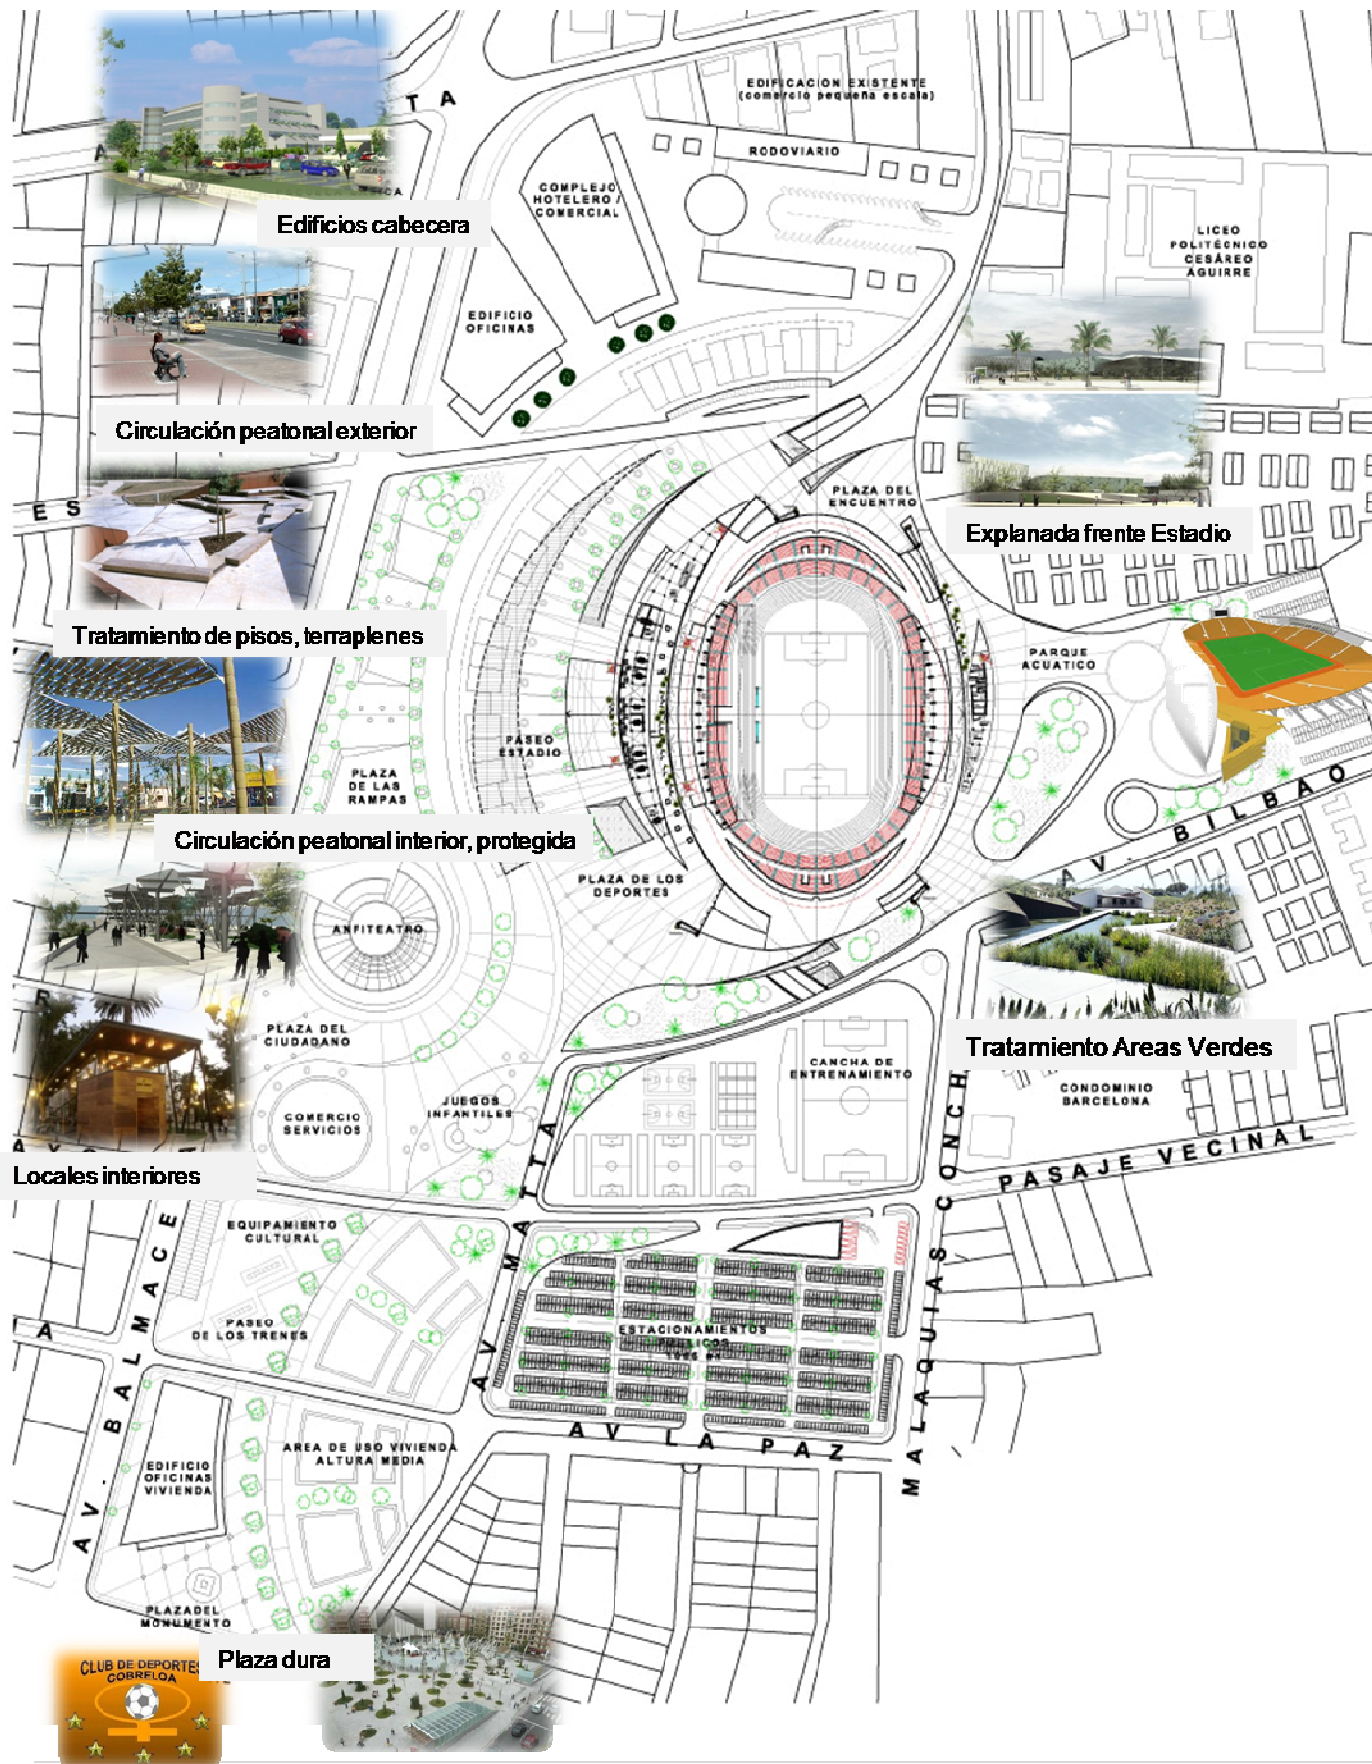 EDIFICACION EXISTENTE
(comercio pequeña escala)
RODOVIARIO
COMPLEJO
HOTELERO /
COMERCIAL
Edificios cabecera
LICEO
POLITÉCNICO
CESÁREO
AGUIRRE
EDIFICIO
OFICINAS
Circulación peatonal exterior
PLAZA DEL
ENCUENTRO
Explanada frente Estadio
ES
Tratamiento de pisos, terraplenes
PARQUE
ACUATICO
PASEO
ESTADIO
PLAZA
DE LAS
RAMPAS
V. BILBAO
Circulación peatonal interior, protegida
PLAZA DE LOS
DEPORTES
ANFITEATRO
PLAZA DEL
CIUDADANO
Tratamiento Areas Verdes
CANCHA DE
ENTRENAMIENTO
CONDOMINIO
BARCELONA
JUEGOS
INFANTILES
COMERCIO
SERVICIOS
PASAJE VECINAL
Locales interiores
EQUIPAMIENTO
CULTURAL
AV. MATTA
MALAQUIAS CONCH
PASEO
DE LOS TRENES
ESTACIONAMIENTOS
AV. BALMACE
AV LA PAZ
AREA DE USO VIVIENDA
ALTURA MEDIA
EDIFICIO
OFICINAS
VIVIENDA
PLAZA DEL
MONUMENTO
Plaza dura
CLUB DE DEPORTES
COBRELOA